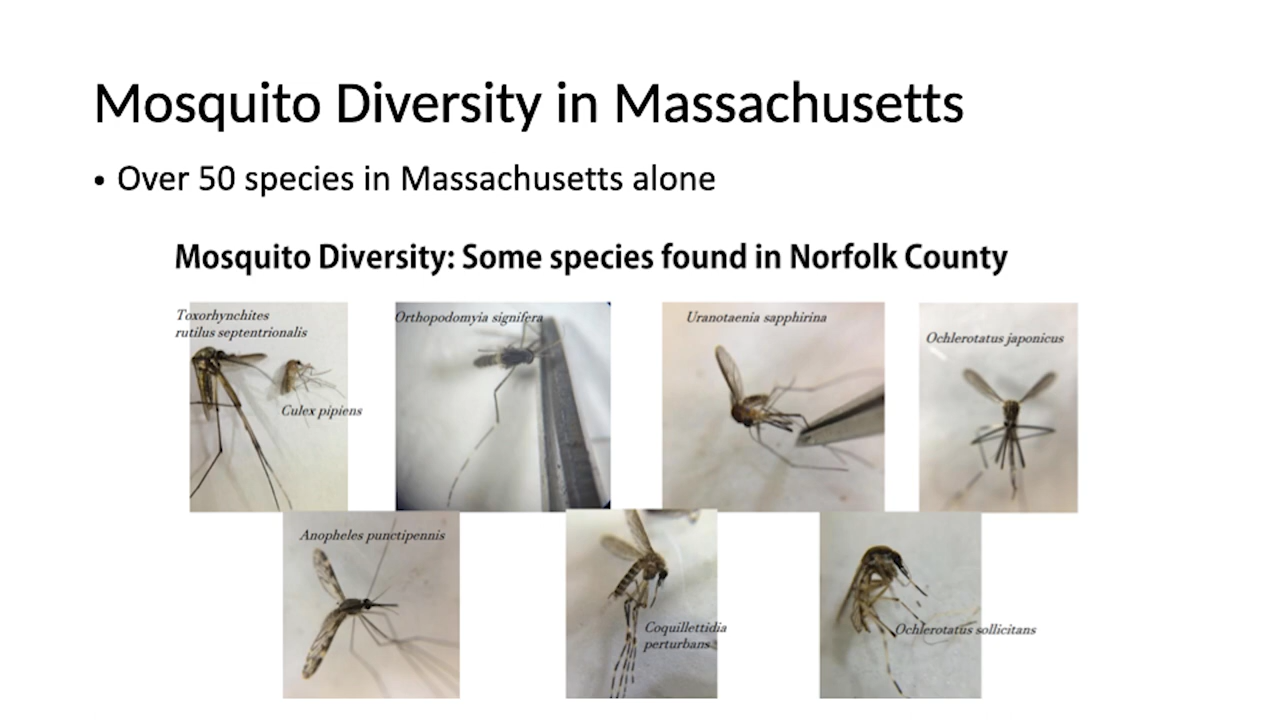 Mosquito Diversity in Massachusetts
• Over 50 species in Massachusetts alone
Mosquito Diversity: Some species found in Norfolk County
Toxorhynchites
rutilus septentrionalis
Culex pipiens
Orthopodomyia signifera
Uranotaenia sapphirina
Ochlerotatus japonicus
Anopheles punctipennis
Coquillettidia
perturbans
Ochlerotatus sollicitans